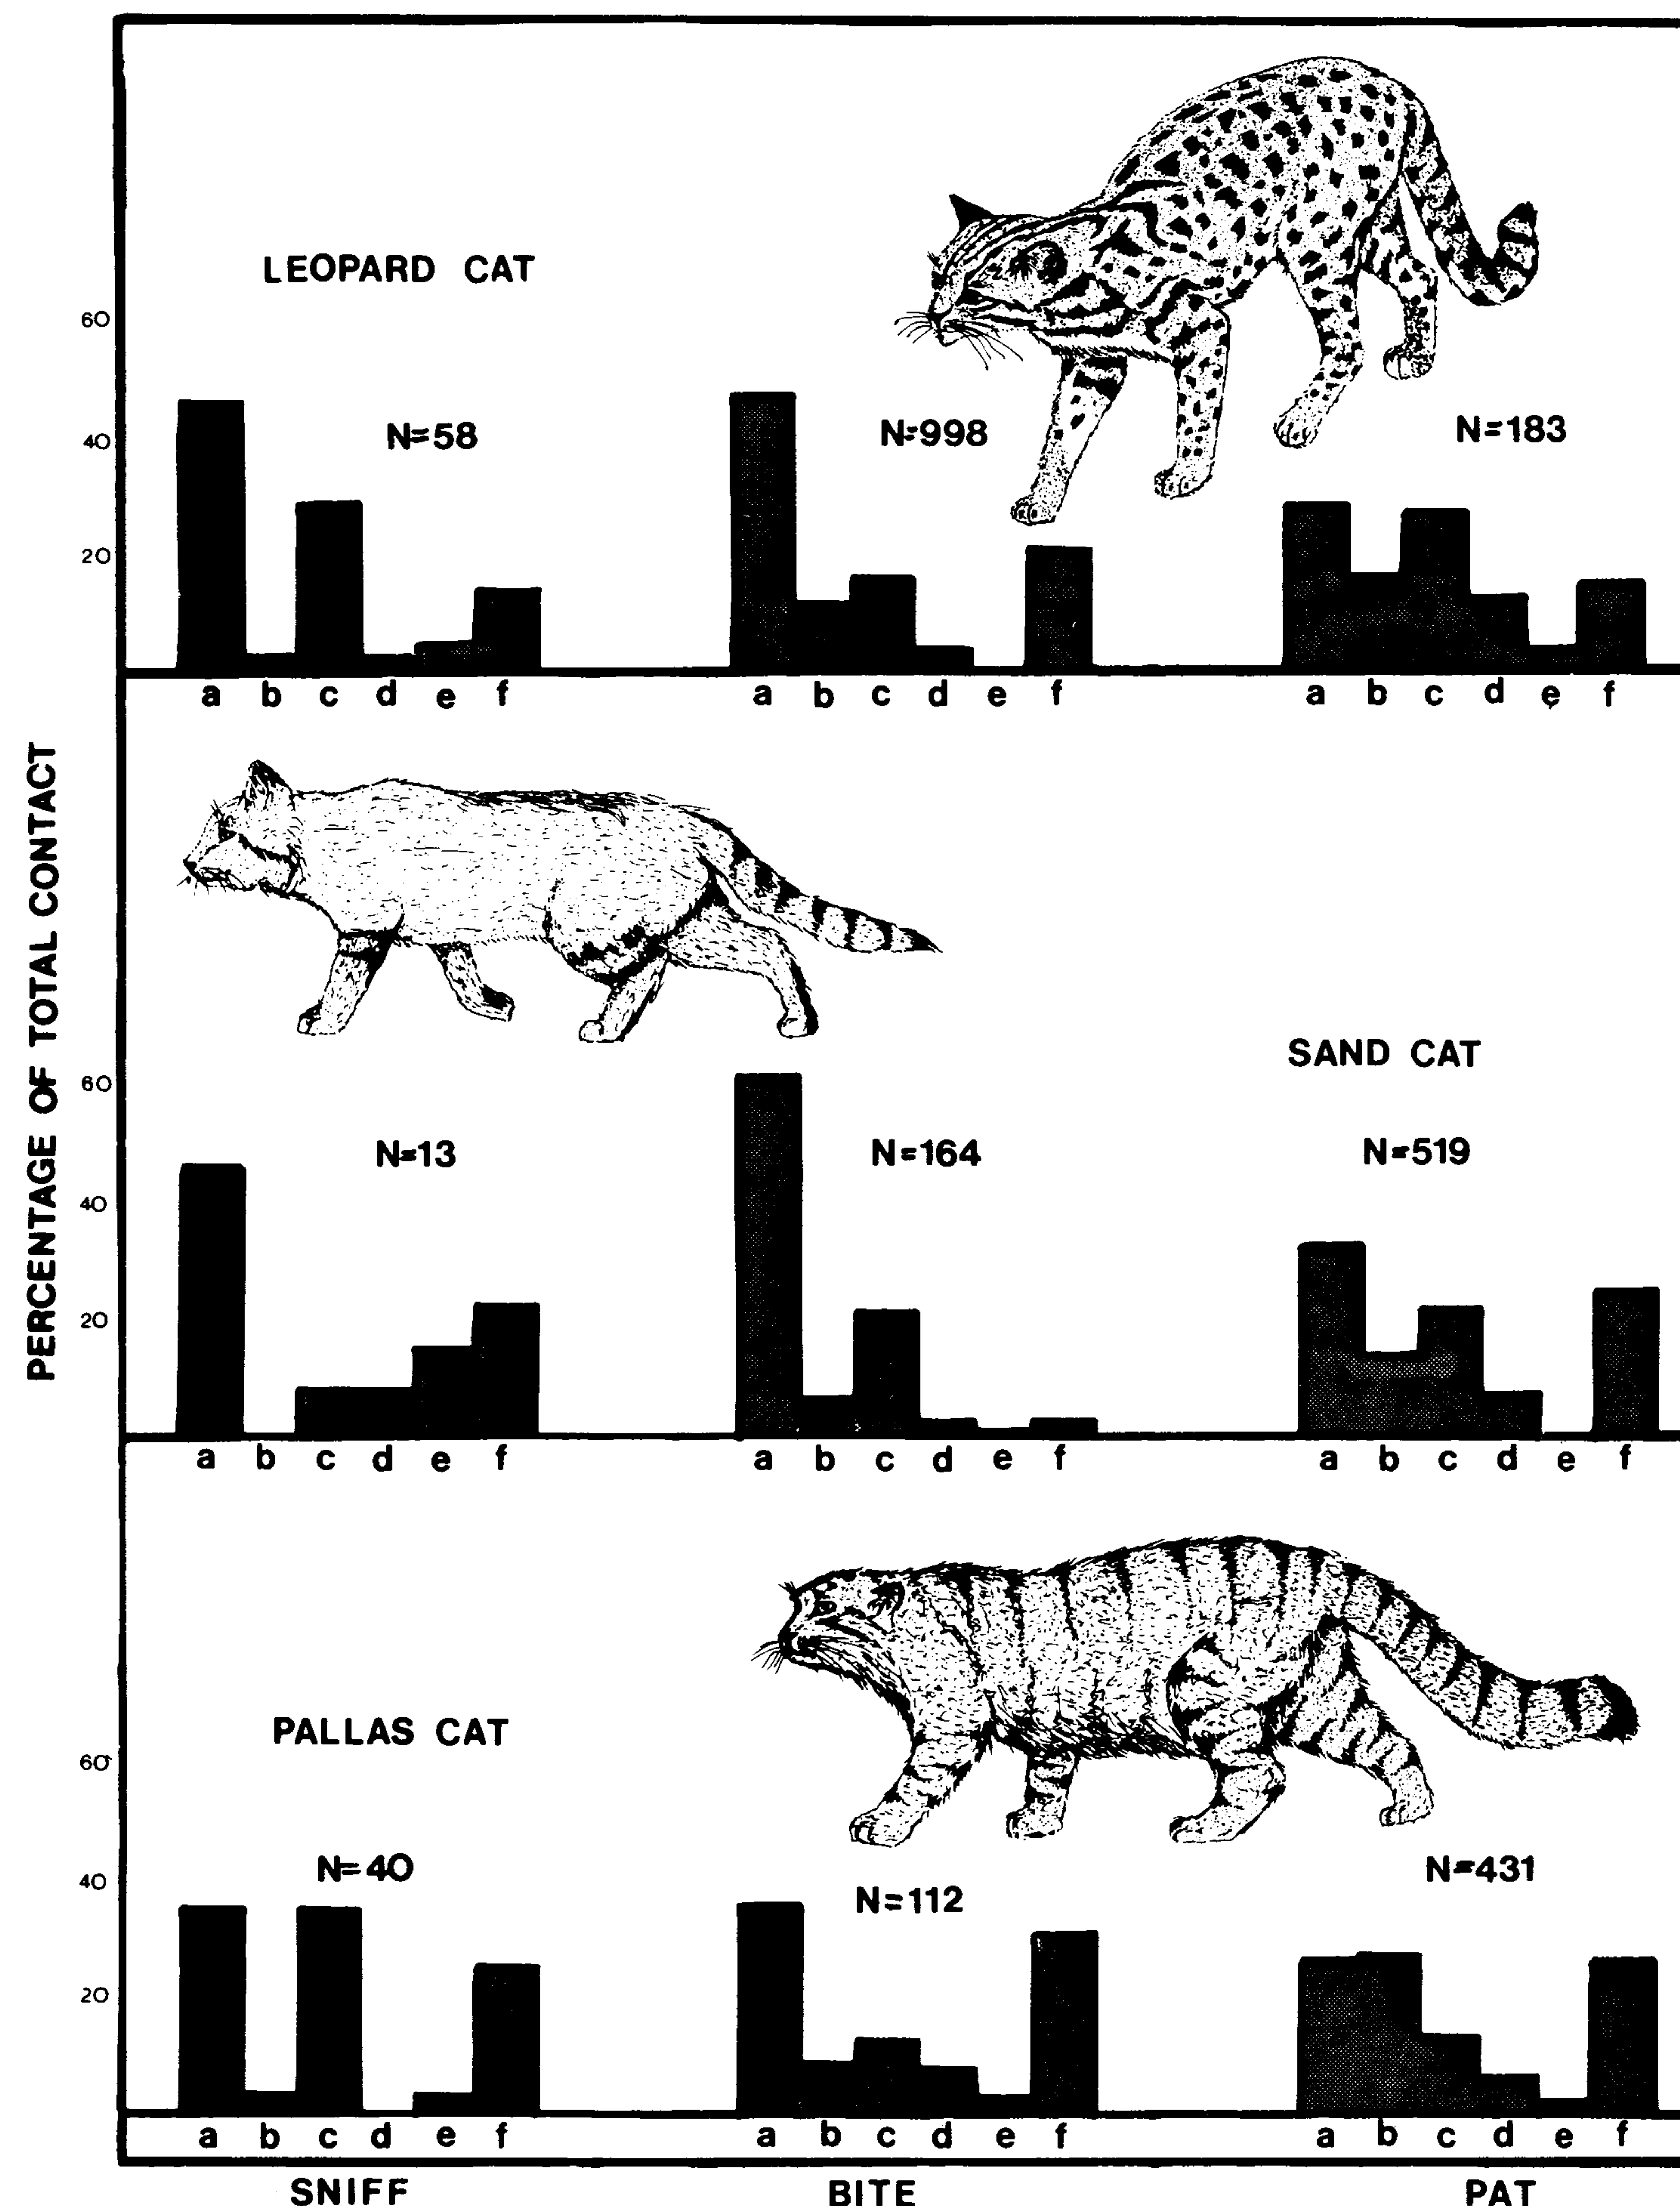 PERCENTAGE OF TOTAL CONTACT
LEOPARD CAT
60
40
20
N=58
N=998
N=183
a b c d e f
a b c d e f
a b c d e f
SAND CAT
60
40
20
N=13
N=164
N=519
a b c d e f
a b c d e f
a b c d e f
PALLAS CAT
60
40
20
N=40
N=112
N=431
a b c d e f
a b c d e f
a b c d e f
SNIFF
BITE
PAT